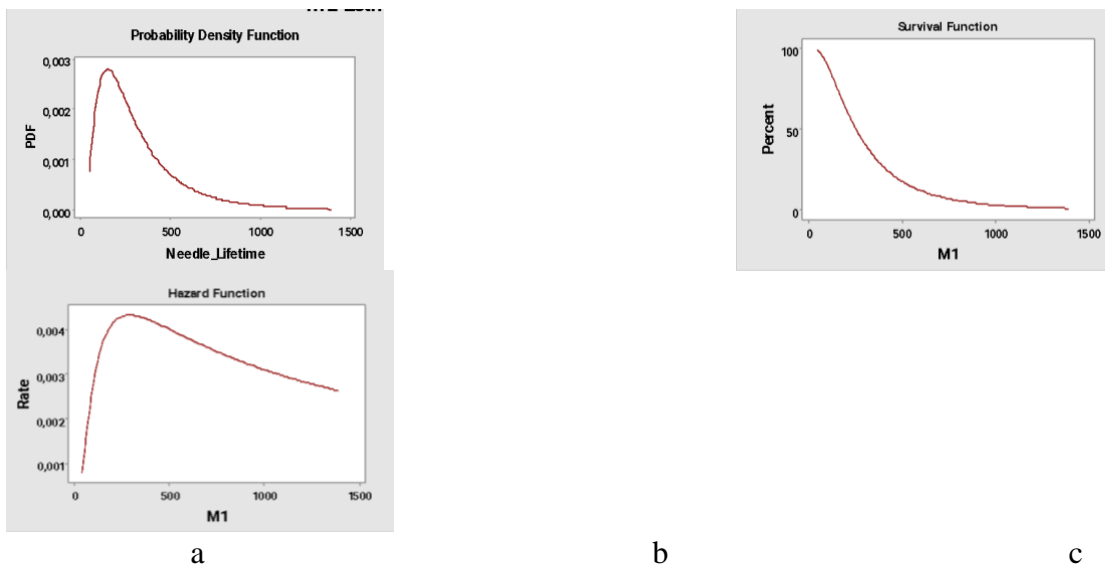 Probability Density Function
0,003
0,002
0,001
0,000
PDF
0 500 1000 1500
Needle_Lifetime
Survival Function
100
50
0
Percent
0 500 1000 1500
M1
Hazard Function
0,004
0,003
0,002
0,001
Rate
0 500 1000 1500
M1
a b c